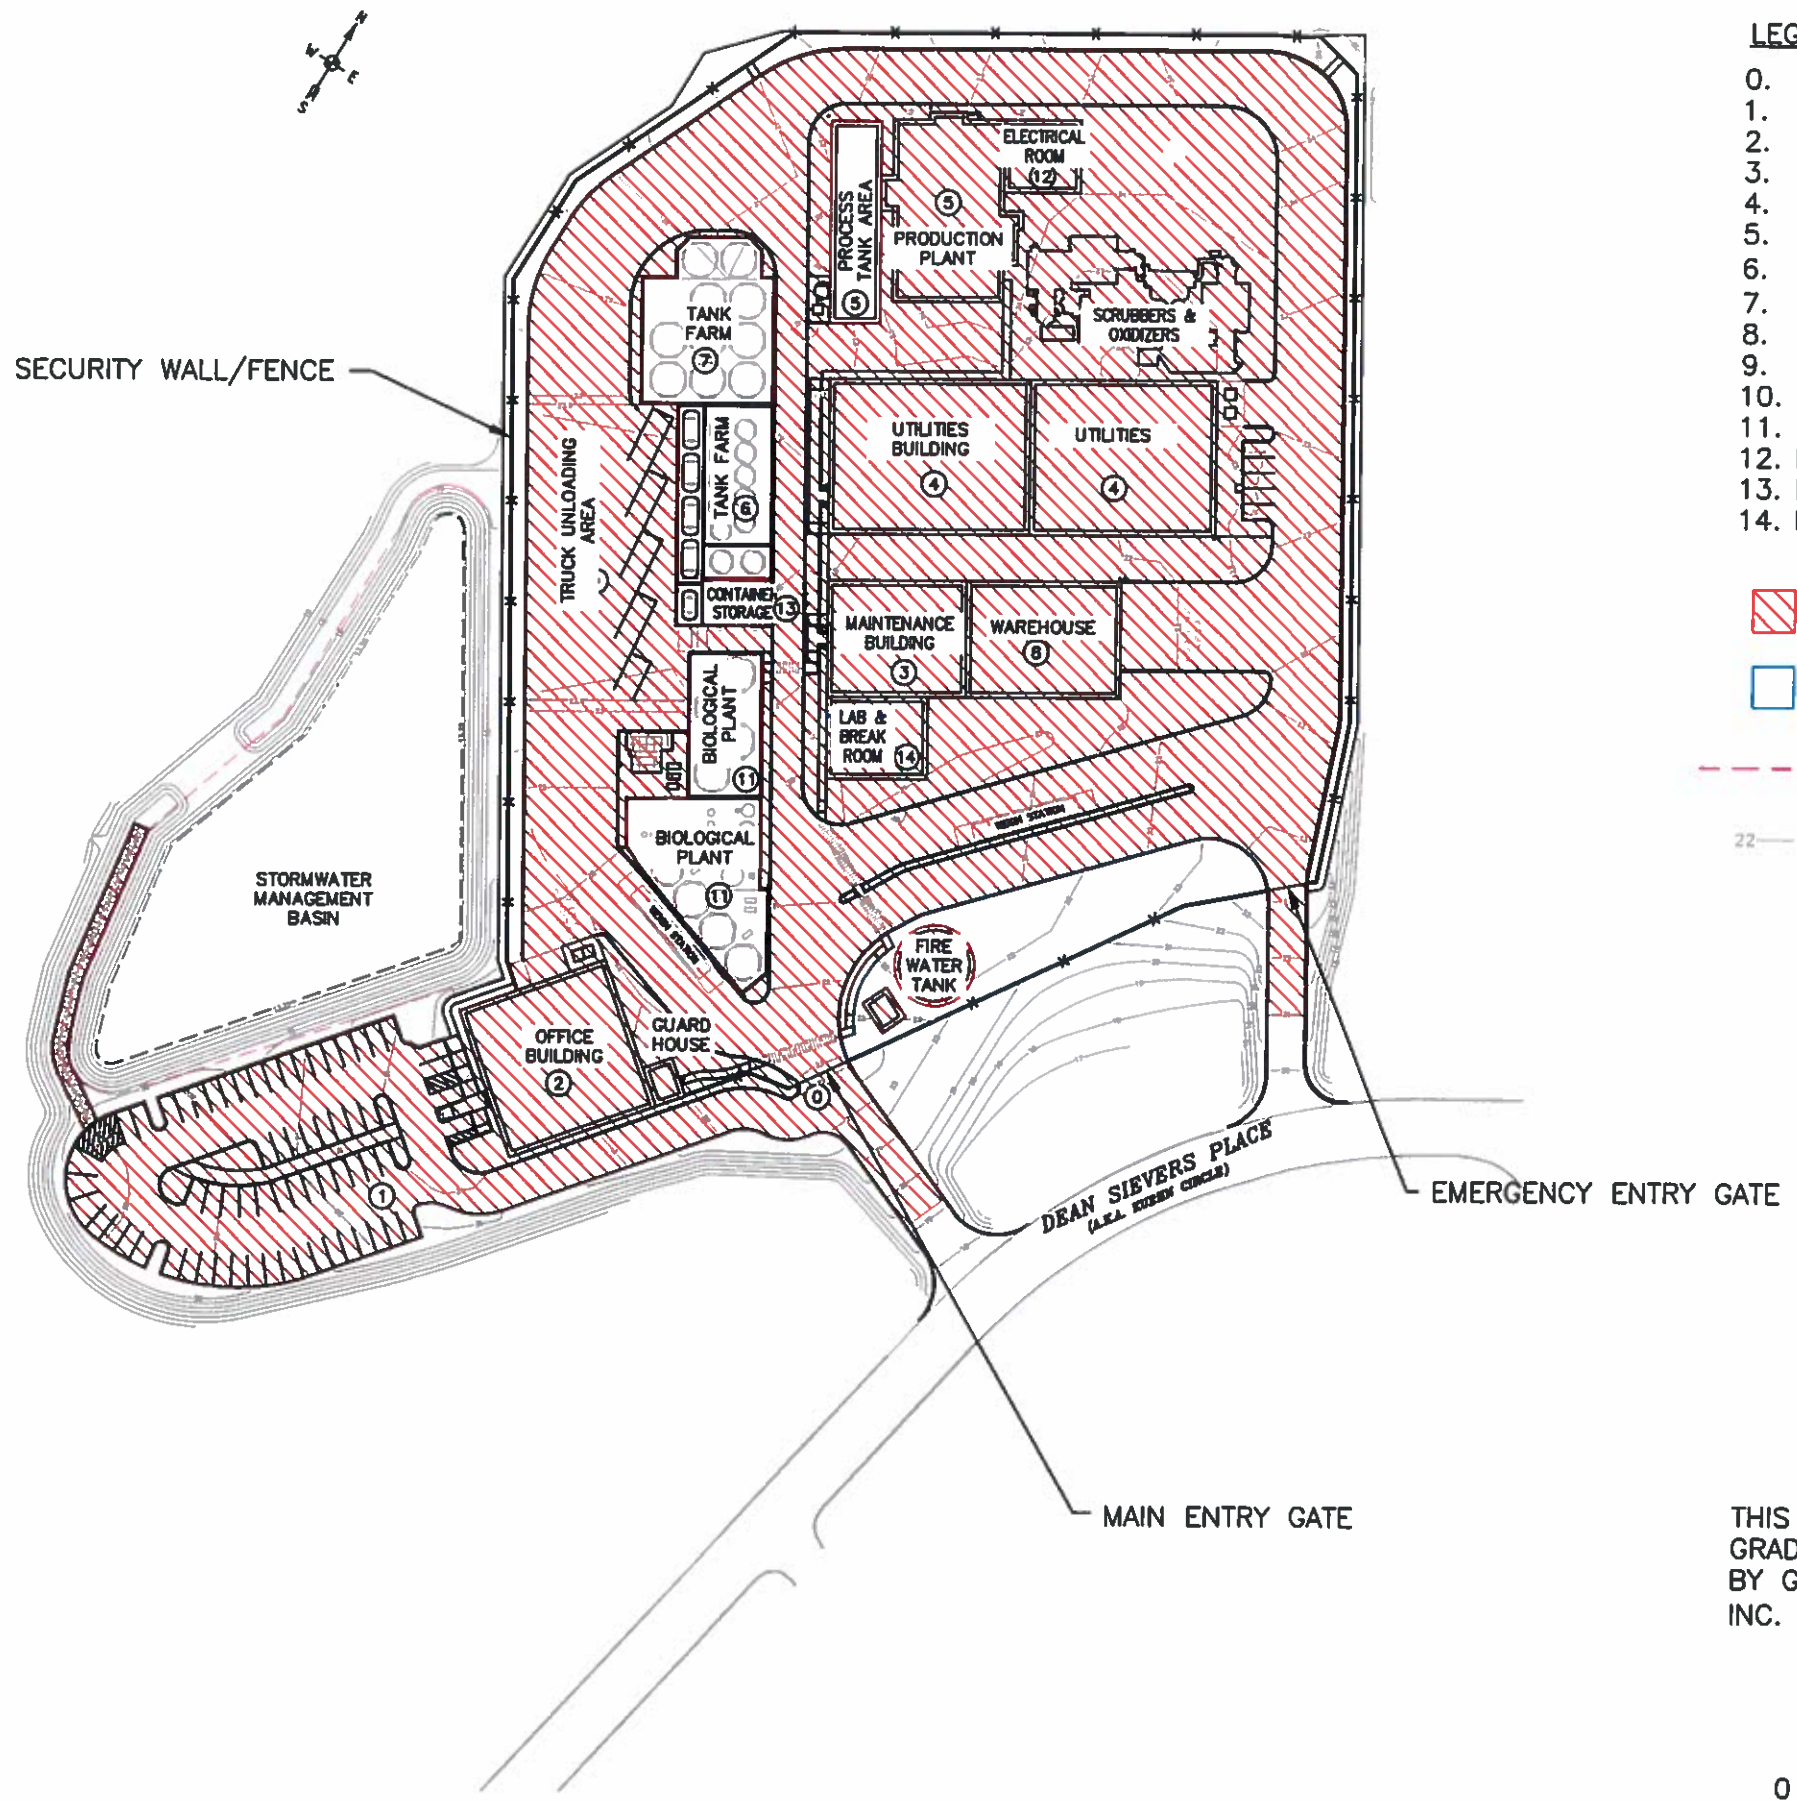 N
W
E
S
SECURITY WALL/FENCE
ELECTRICAL
ROOM
12
PROCESS
TANK AREA
5
5
PRODUCTION
PLANT
SCRUBBERS &
OXIDIZERS
TANK
FARM
7
TRUCK UNLOADING
AREA
TANK FARM
6
UTILITIES
BUILDING
4
UTILITIES
4
CONTAINER
STORAGE
13
MAINTENANCE
BUILDING
3
WAREHOUSE
8
BIOLOGICAL
PLANT
11
LAB &
BREAK
ROOM
14
WEIGH STATION
BIOLOGICAL
PLANT
11
WEIGH STATION
STORMWATER
MANAGEMENT
BASIN
FIRE
WATER
TANK
OFFICE
BUILDING
2
GUARD
HOUSE
0
1
DEAN SIEVERS PLACE
EMERGENCY ENTRY GATE
MAIN ENTRY GATE
LEG
0.
1.
2.
3.
4.
5.
6.
7.
8.
9.
10.
11.
12.
13.
14.
22
THIS
GRAD
BY G
INC.
0